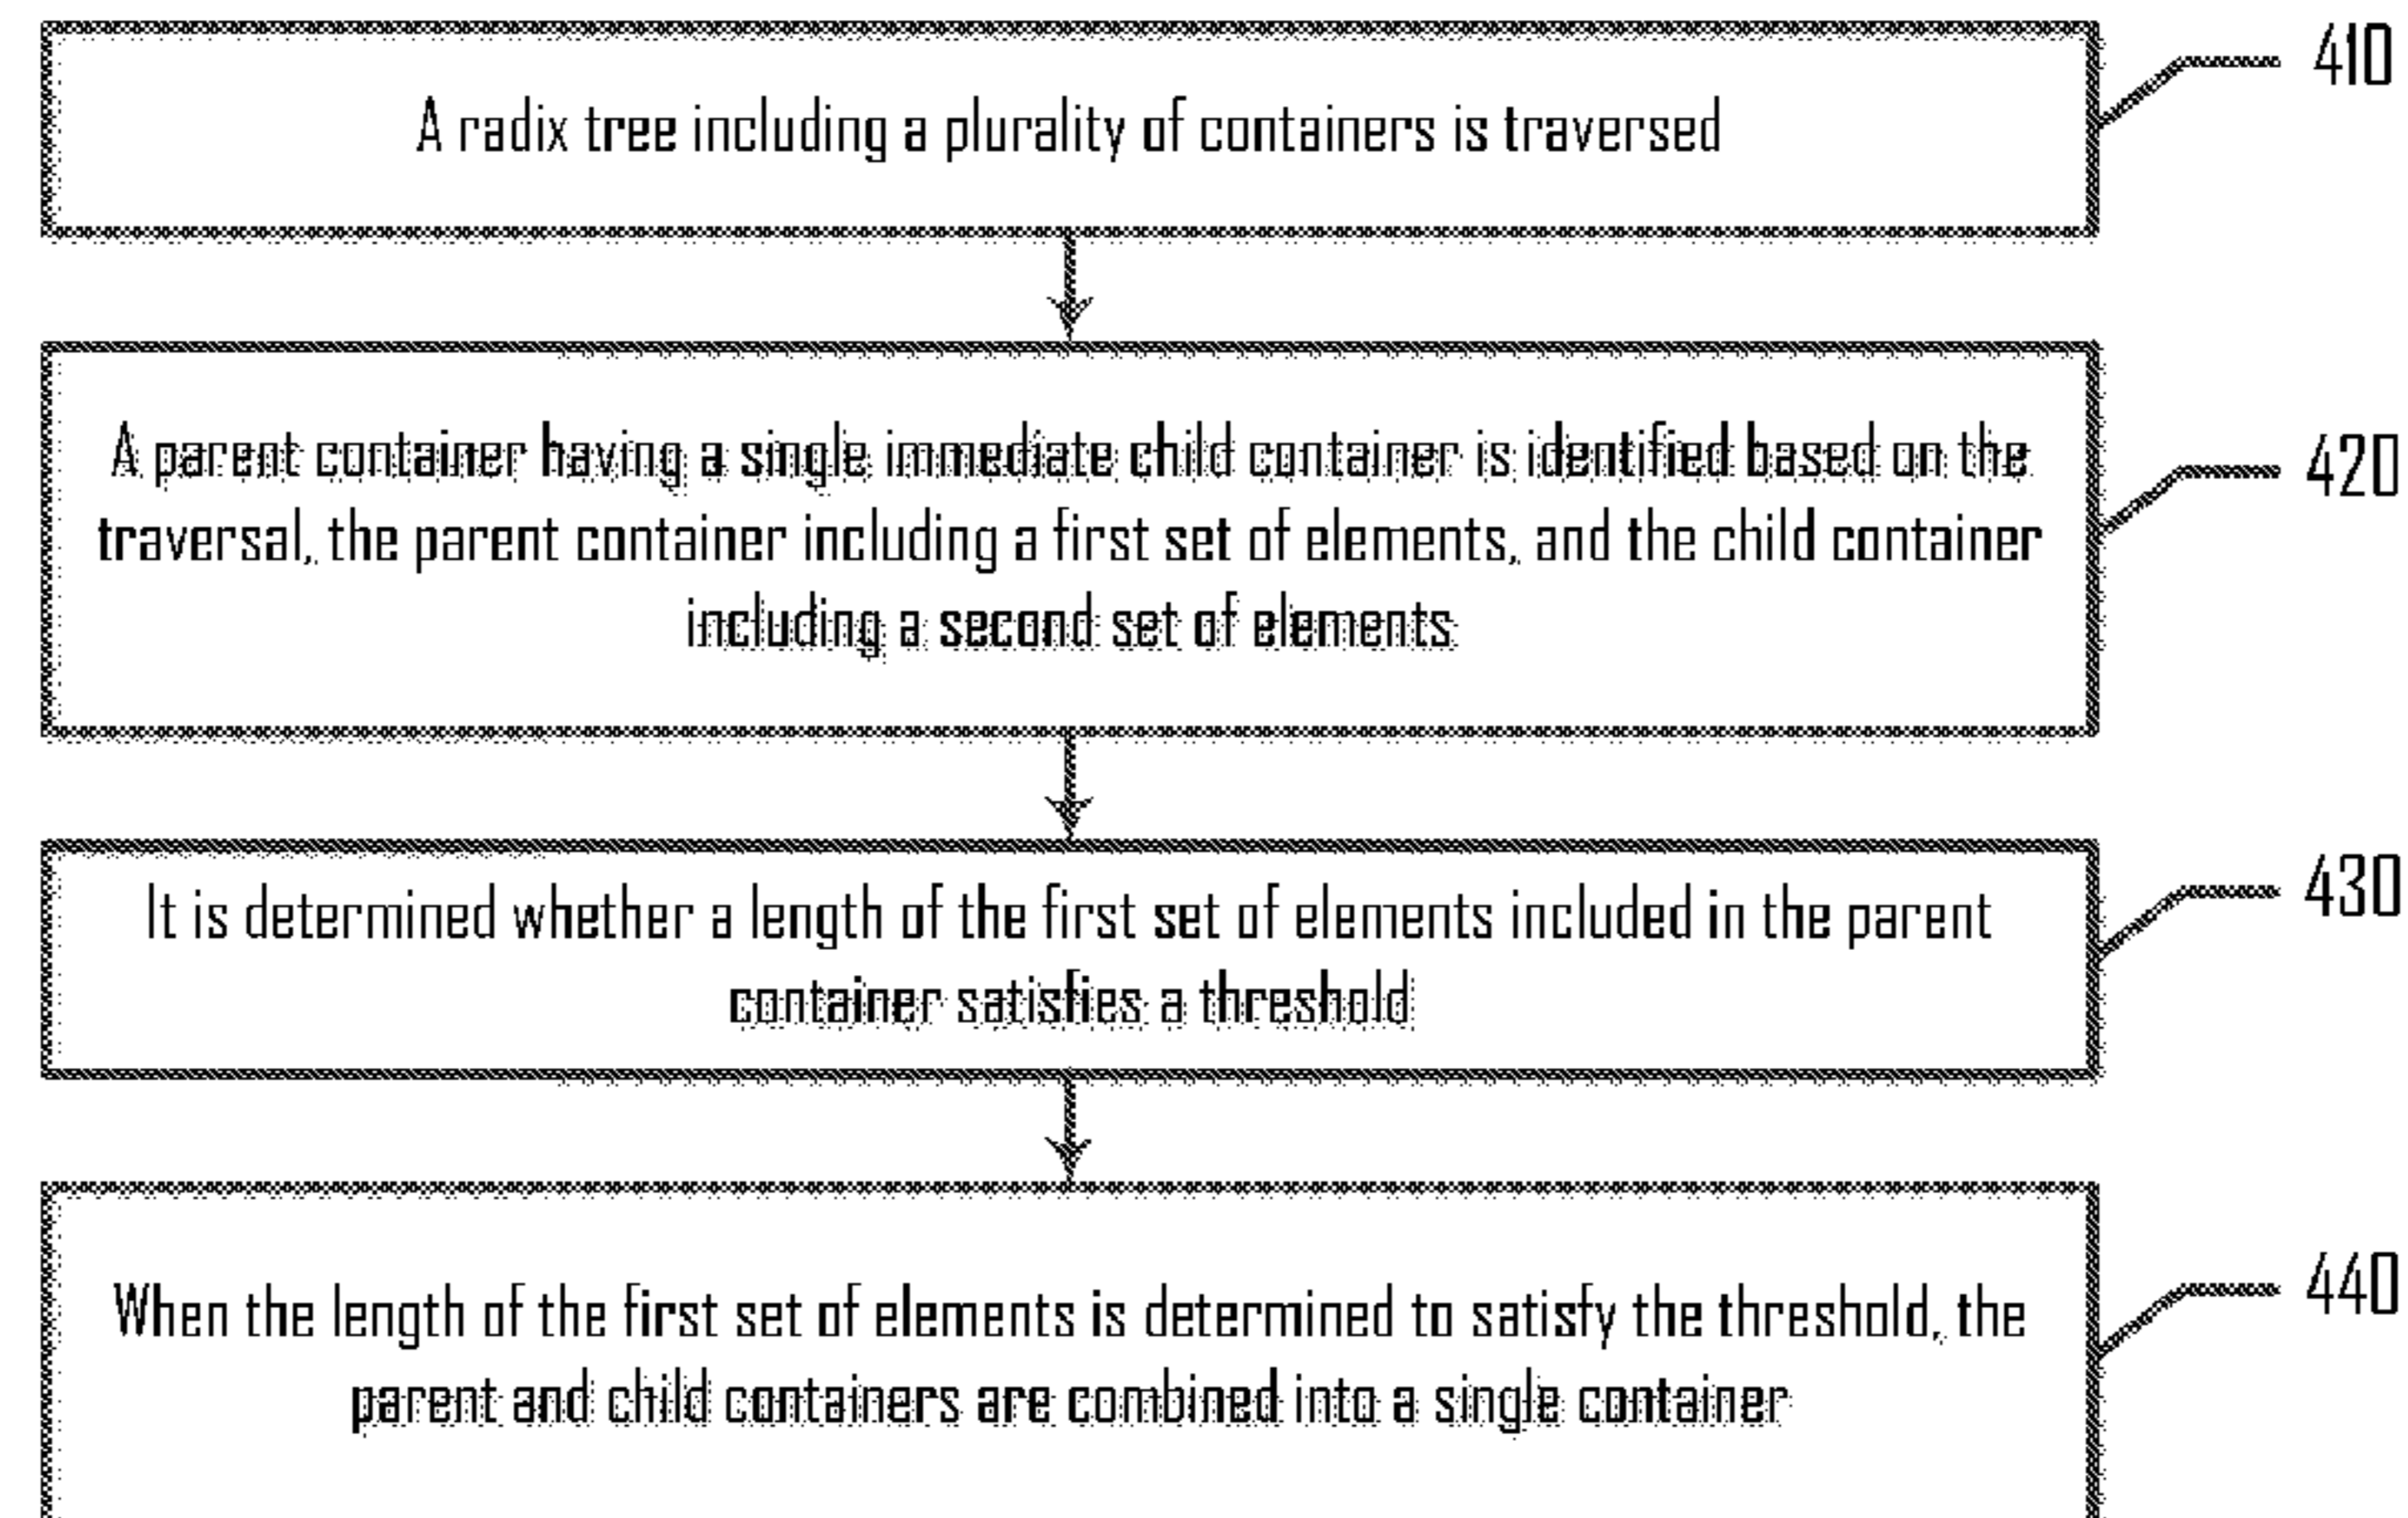 A radix tree including a plurality of containers is traversed
410
A parent container having a single immediate child container is identified based on the
traversal, the parent container including a first set of elements, and the child container
including a second set of elements
420
It is determined whether a length of the first set of elements included in the parent
container satisfies a threshold
430
When the length of the first set of elements is determined to satisfy the threshold, the
parent and child containers are combined into a single container
440